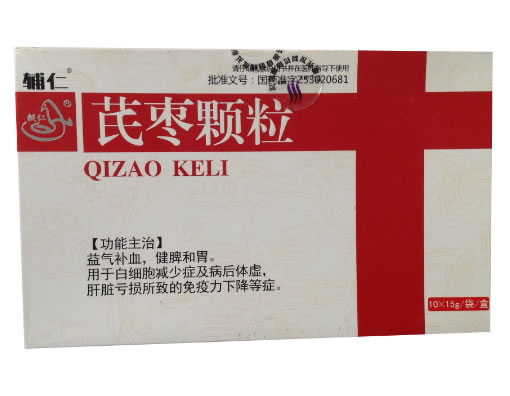 辅仁
批准文号：国药准字Z53020681
辅仁
芪枣颗粒
QIZAO KELI
【功能主治】
益气补血，健脾和胃。
用于白细胞减少症及病后体虚，
肝脏亏损所致的免疫力下降等症。
10×15g/袋/盒